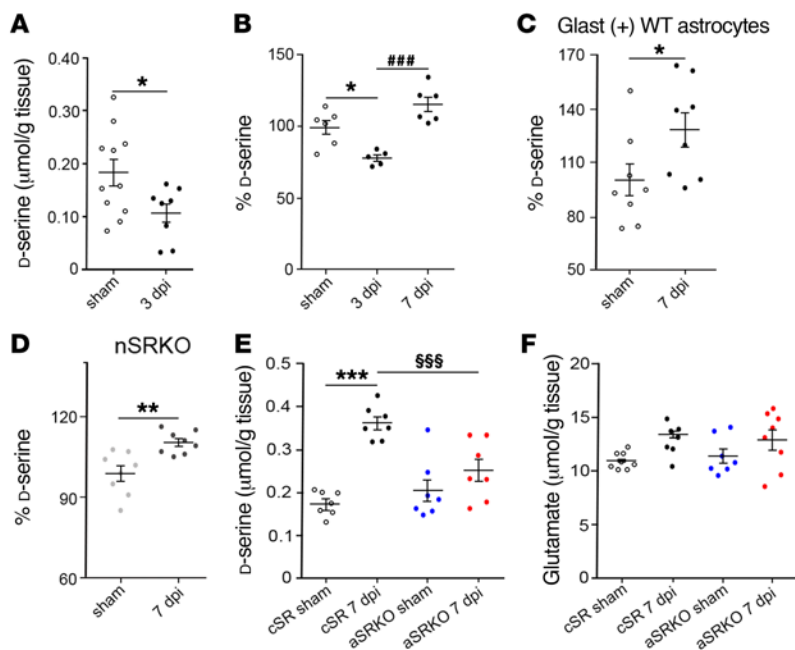 A
D-serine (μmol/g tissue)
0.40
0.30
0.20
0.10
0
*
sham
3 dpi
B
% D-serine
150
100
50
0
*
###
sham
3 dpi
7 dpi
C
Glast (+) WT astrocytes
% D-serine
170
130
90
50
*
sham
7 dpi
D
nSRKO
% D-serine
120
90
60
**
sham
7 dpi
E
D-serine (μmol/g tissue)
0.5
0.4
0.3
0.2
0.1
0
***
§§§
cSR sham
cSR 7 dpi
aSRKO sham
aSRKO 7 dpi
F
Glutamate (μmol/g tissue)
20
15
10
5
0
cSR sham
cSR 7 dpi
aSRKO sham
aSRKO 7 dpi